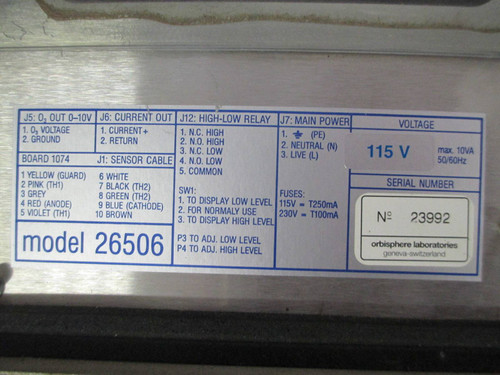 J5: O₂ OUT 0–10V
1. O₂ VOLTAGE
2. GROUND
J6: CURRENT OUT
1. CURRENT+
2. RETURN
BOARD 1074
J1: SENSOR CABLE
1 YELLOW (GUARD)
2 PINK (TH1)
3 GREY
4 RED (ANODE)
5 VIOLET (TH1)
6 WHITE
7 BLACK (TH2)
8 GREEN (TH2)
9 BLUE (CATHODE)
10 BROWN
model 26506
J12: HIGH-LOW RELAY
1. N.C. HIGH
2. N.O. HIGH
3. N.C. LOW
4. N.O. LOW
5. COMMON
SW1:
1. TO DISPLAY LOW LEVEL
2. FOR NORMALY USE
3. TO DISPLAY HIGH LEVEL
P3 TO ADJ. LOW LEVEL
P4 TO ADJ. HIGH LEVEL
J7: MAIN POWER
1. (PE)
2. NEUTRAL (N)
3. LIVE (L)
FUSES:
115V = T250mA
230V = T100mA
VOLTAGE
115 V
max. 10VA
50/60Hz
SERIAL NUMBER
Nº 23992
orbisphere laboratories
geneva-switzerland